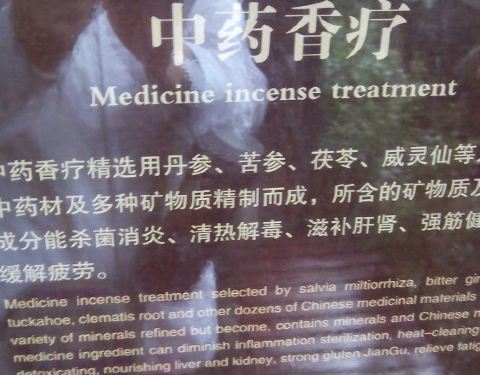 中药香疗
Medicine incense treatment
中药香疗精选用丹参、苦参、茯苓、威灵仙等
中药材及多种矿物质精制而成，所含的矿物质及
成分能杀菌消炎、清热解毒、滋补肝肾、强筋健
缓解疲劳。
Medicine incense treatment selected by salvia miltiorrhiza, bitter
tuckahoe, clematis root and other dozens of Chinese medicinal materials
variety of minerals refined but become, contains minerals and Chinese
medicine ingredient can diminish inflammation sterilization, heat-clearing
detoxicating, nourishing liver and kidney, strong gluten JianGu, relieve